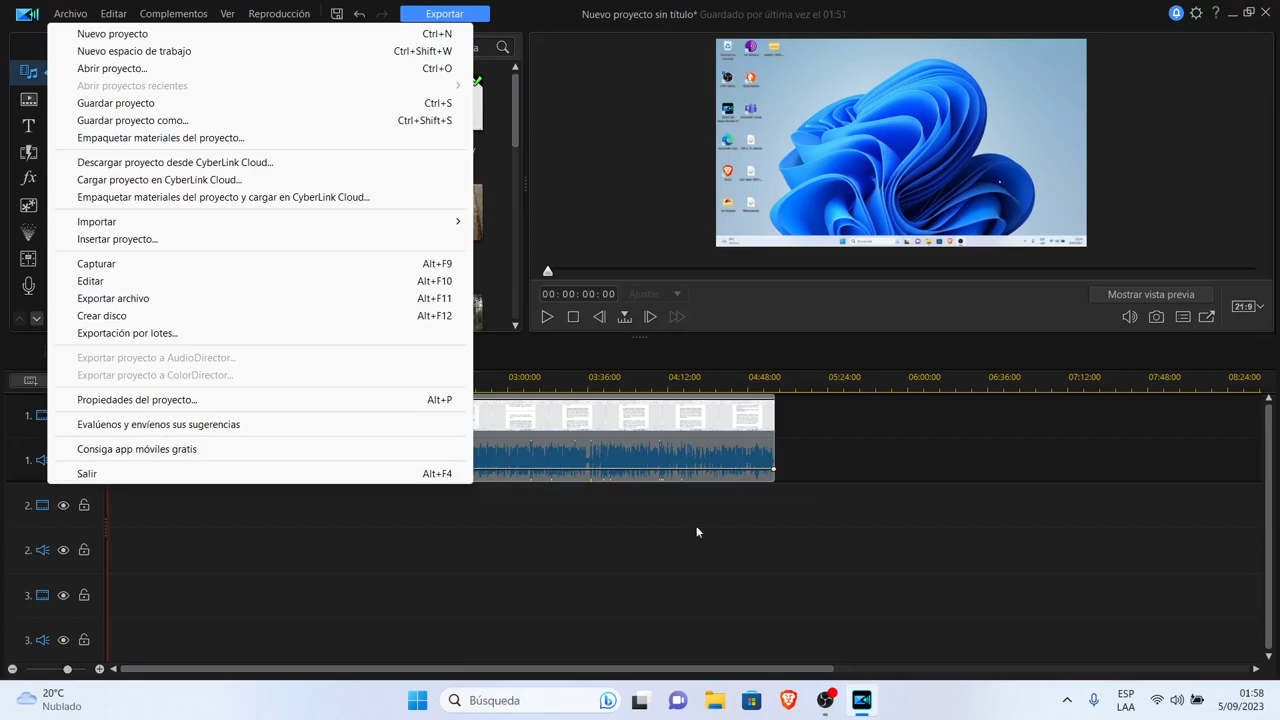 Archivo Editar Complementos Ver Reproducción Exportar Nuevo proyecto sin título* Guardado por última vez el 01:51
Nuevo proyecto Ctrl+N
Nuevo espacio de trabajo Ctrl+Shift+W
Abrir proyecto... Ctrl+O
Abrir proyectos recientes
Guardar proyecto Ctrl+S
Guardar proyecto como... Ctrl+Shift+S
Empaquetar materiales del proyecto...
Descargar proyecto desde CyberLink Cloud...
Cargar proyecto en CyberLink Cloud...
Empaquetar materiales del proyecto y cargar en CyberLink Cloud...
Importar
Insertar proyecto...
Capturar Alt+F9
Editar Alt+F10
Exportar archivo Alt+F11
Crear disco Alt+F12
Exportación por lotes...
Exportar proyecto a AudioDirector...
Exportar proyecto a ColorDirector...
Propiedades del proyecto... Alt+P
Evalúenos y envíenos sus sugerencias
Consiga app móviles gratis
Salir Alt+F4
00:00:00:00 Ajustar Mostrar vista previa 21:9
03:00:00 03:36:00 04:12:00 04:48:00 05:24:00 06:00:00 06:36:00 07:12:00 07:48:00 08:24:00
1.
1.
2.
2.
3.
3.
20°C
Nublado
Búsqueda
ESP
LAA
01:58
5/09/2023